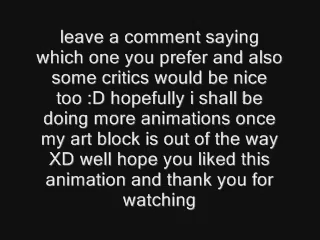 leave a comment saying
which one you prefer and also
some critics would be nice
too :D hopefully i shall be
doing more animations once
my art block is out of the way
XD well hope you liked this
animation and thank you for
watching